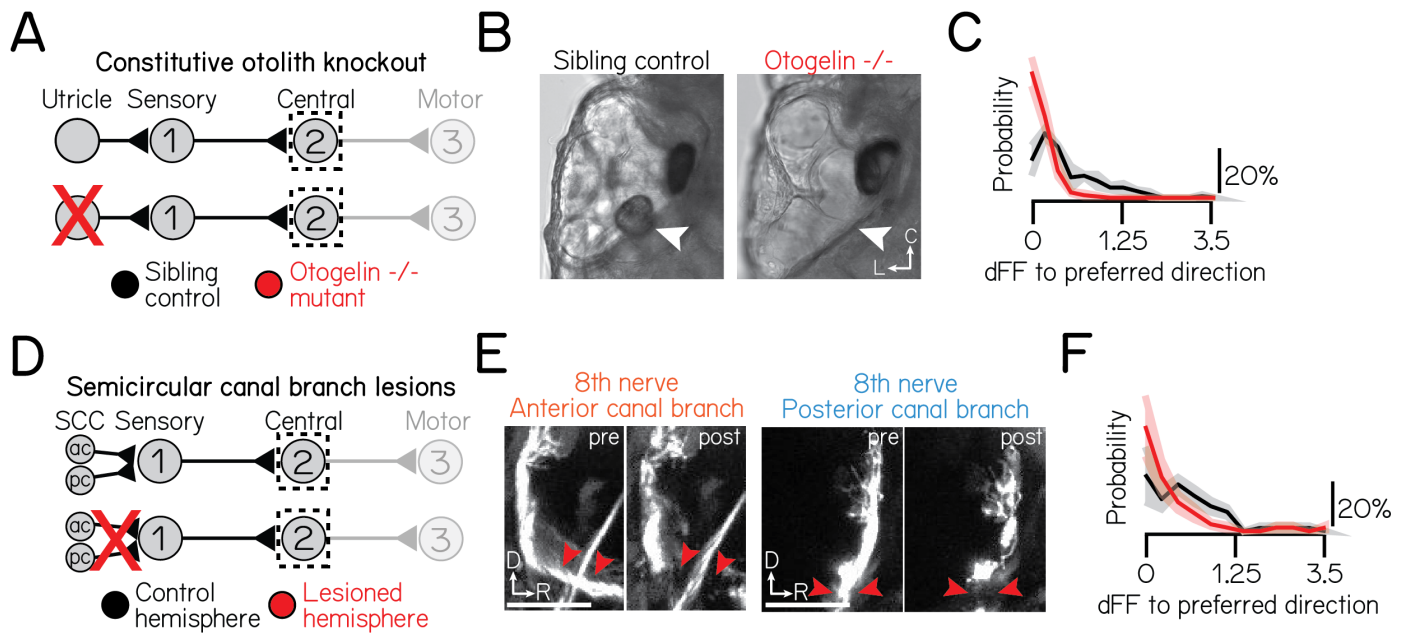 A
Constitutive otolith knockout
Utricle Sensory Central Motor
1 2 3
1 2 3
Sibling control
Otogelin -/- mutant
B
Sibling control
Otogelin -/-
C
L
C
Probability
20%
0 1.25 3.5
dFF to preferred direction
D
Semicircular canal branch lesions
SCC Sensory Central Motor
ac
pc
1 2 3
ac
pc
1 2 3
Control hemisphere
Lesioned hemisphere
E
8th nerve
Anterior canal branch
pre post
D
R
8th nerve
Posterior canal branch
pre post
D
R
F
Probability
20%
0 1.25 3.5
dFF to preferred direction